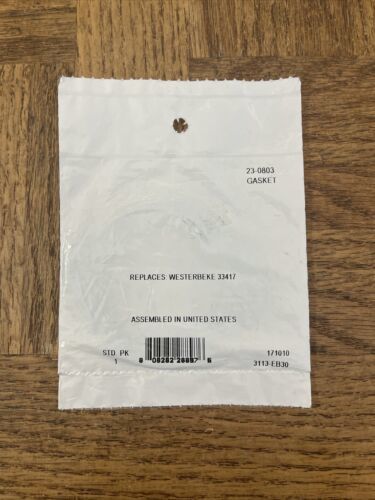 23-0803
GASKET
REPLACES WESTERBEKE 33417
ASSEMBLED IN UNITED STATES
STD PK
1
171010
3113-EB30